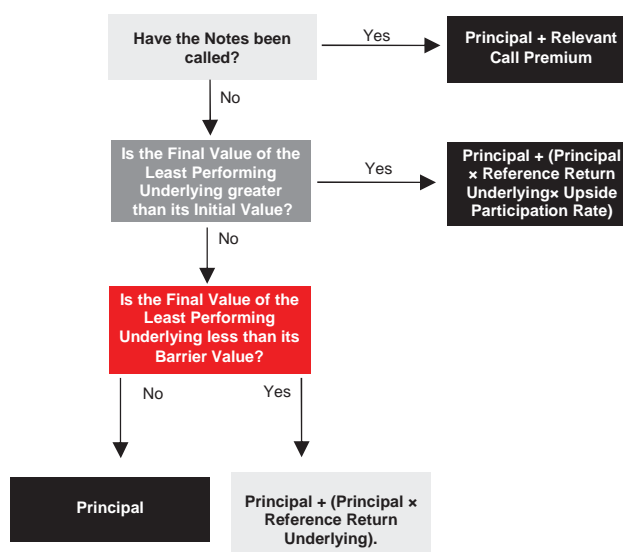 Have the Notes been
called?
Yes
Principal + Relevant
Call Premium
No
Is the Final Value of the
Least Performing
Underlying greater
than its Initial Value?
Yes
Principal + (Principal
× Reference Return
Underlying× Upside
Participation Rate)
No
Is the Final Value of the
Least Performing
Underlying less than its
Barrier Value?
No
Yes
Principal
Principal + (Principal ×
Reference Return
Underlying).